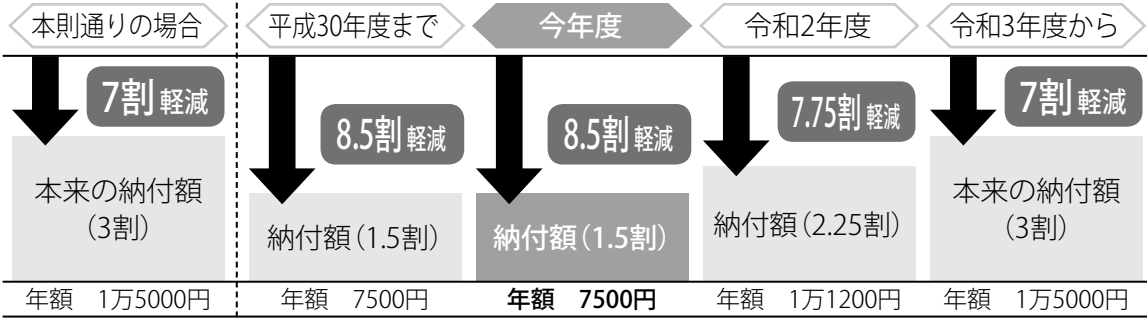 本則通りの場合
平成30年度まで
今年度
令和2年度
令和3年度から
7割 軽減
8.5割 軽減
8.5割 軽減
7.75割 軽減
7割 軽減
本来の納付額
(3割)
納付額(1.5割)
納付額(1.5割)
納付額(2.25割)
本来の納付額
(3割)
年額 1万5000円
年額 7500円
年額 7500円
年額 1万1200円
年額 1万5000円